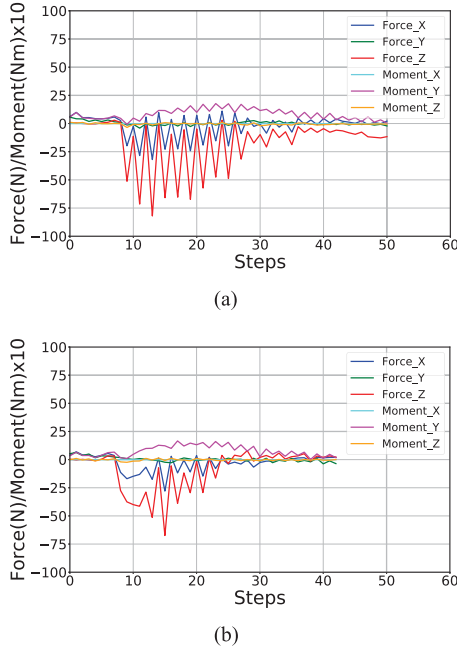 100
75
50
25
0
−25
−50
−75
−100
Force(N)/Moment(Nm)x10
Force_X
Force_Y
Force_Z
Moment_X
Moment_Y
Moment_Z
0 10 20 30 40 50 60
Steps
(a)
100
75
50
25
0
−25
−50
−75
−100
Force(N)/Moment(Nm)x10
Force_X
Force_Y
Force_Z
Moment_X
Moment_Y
Moment_Z
0 10 20 30 40 50 60
Steps
(b)